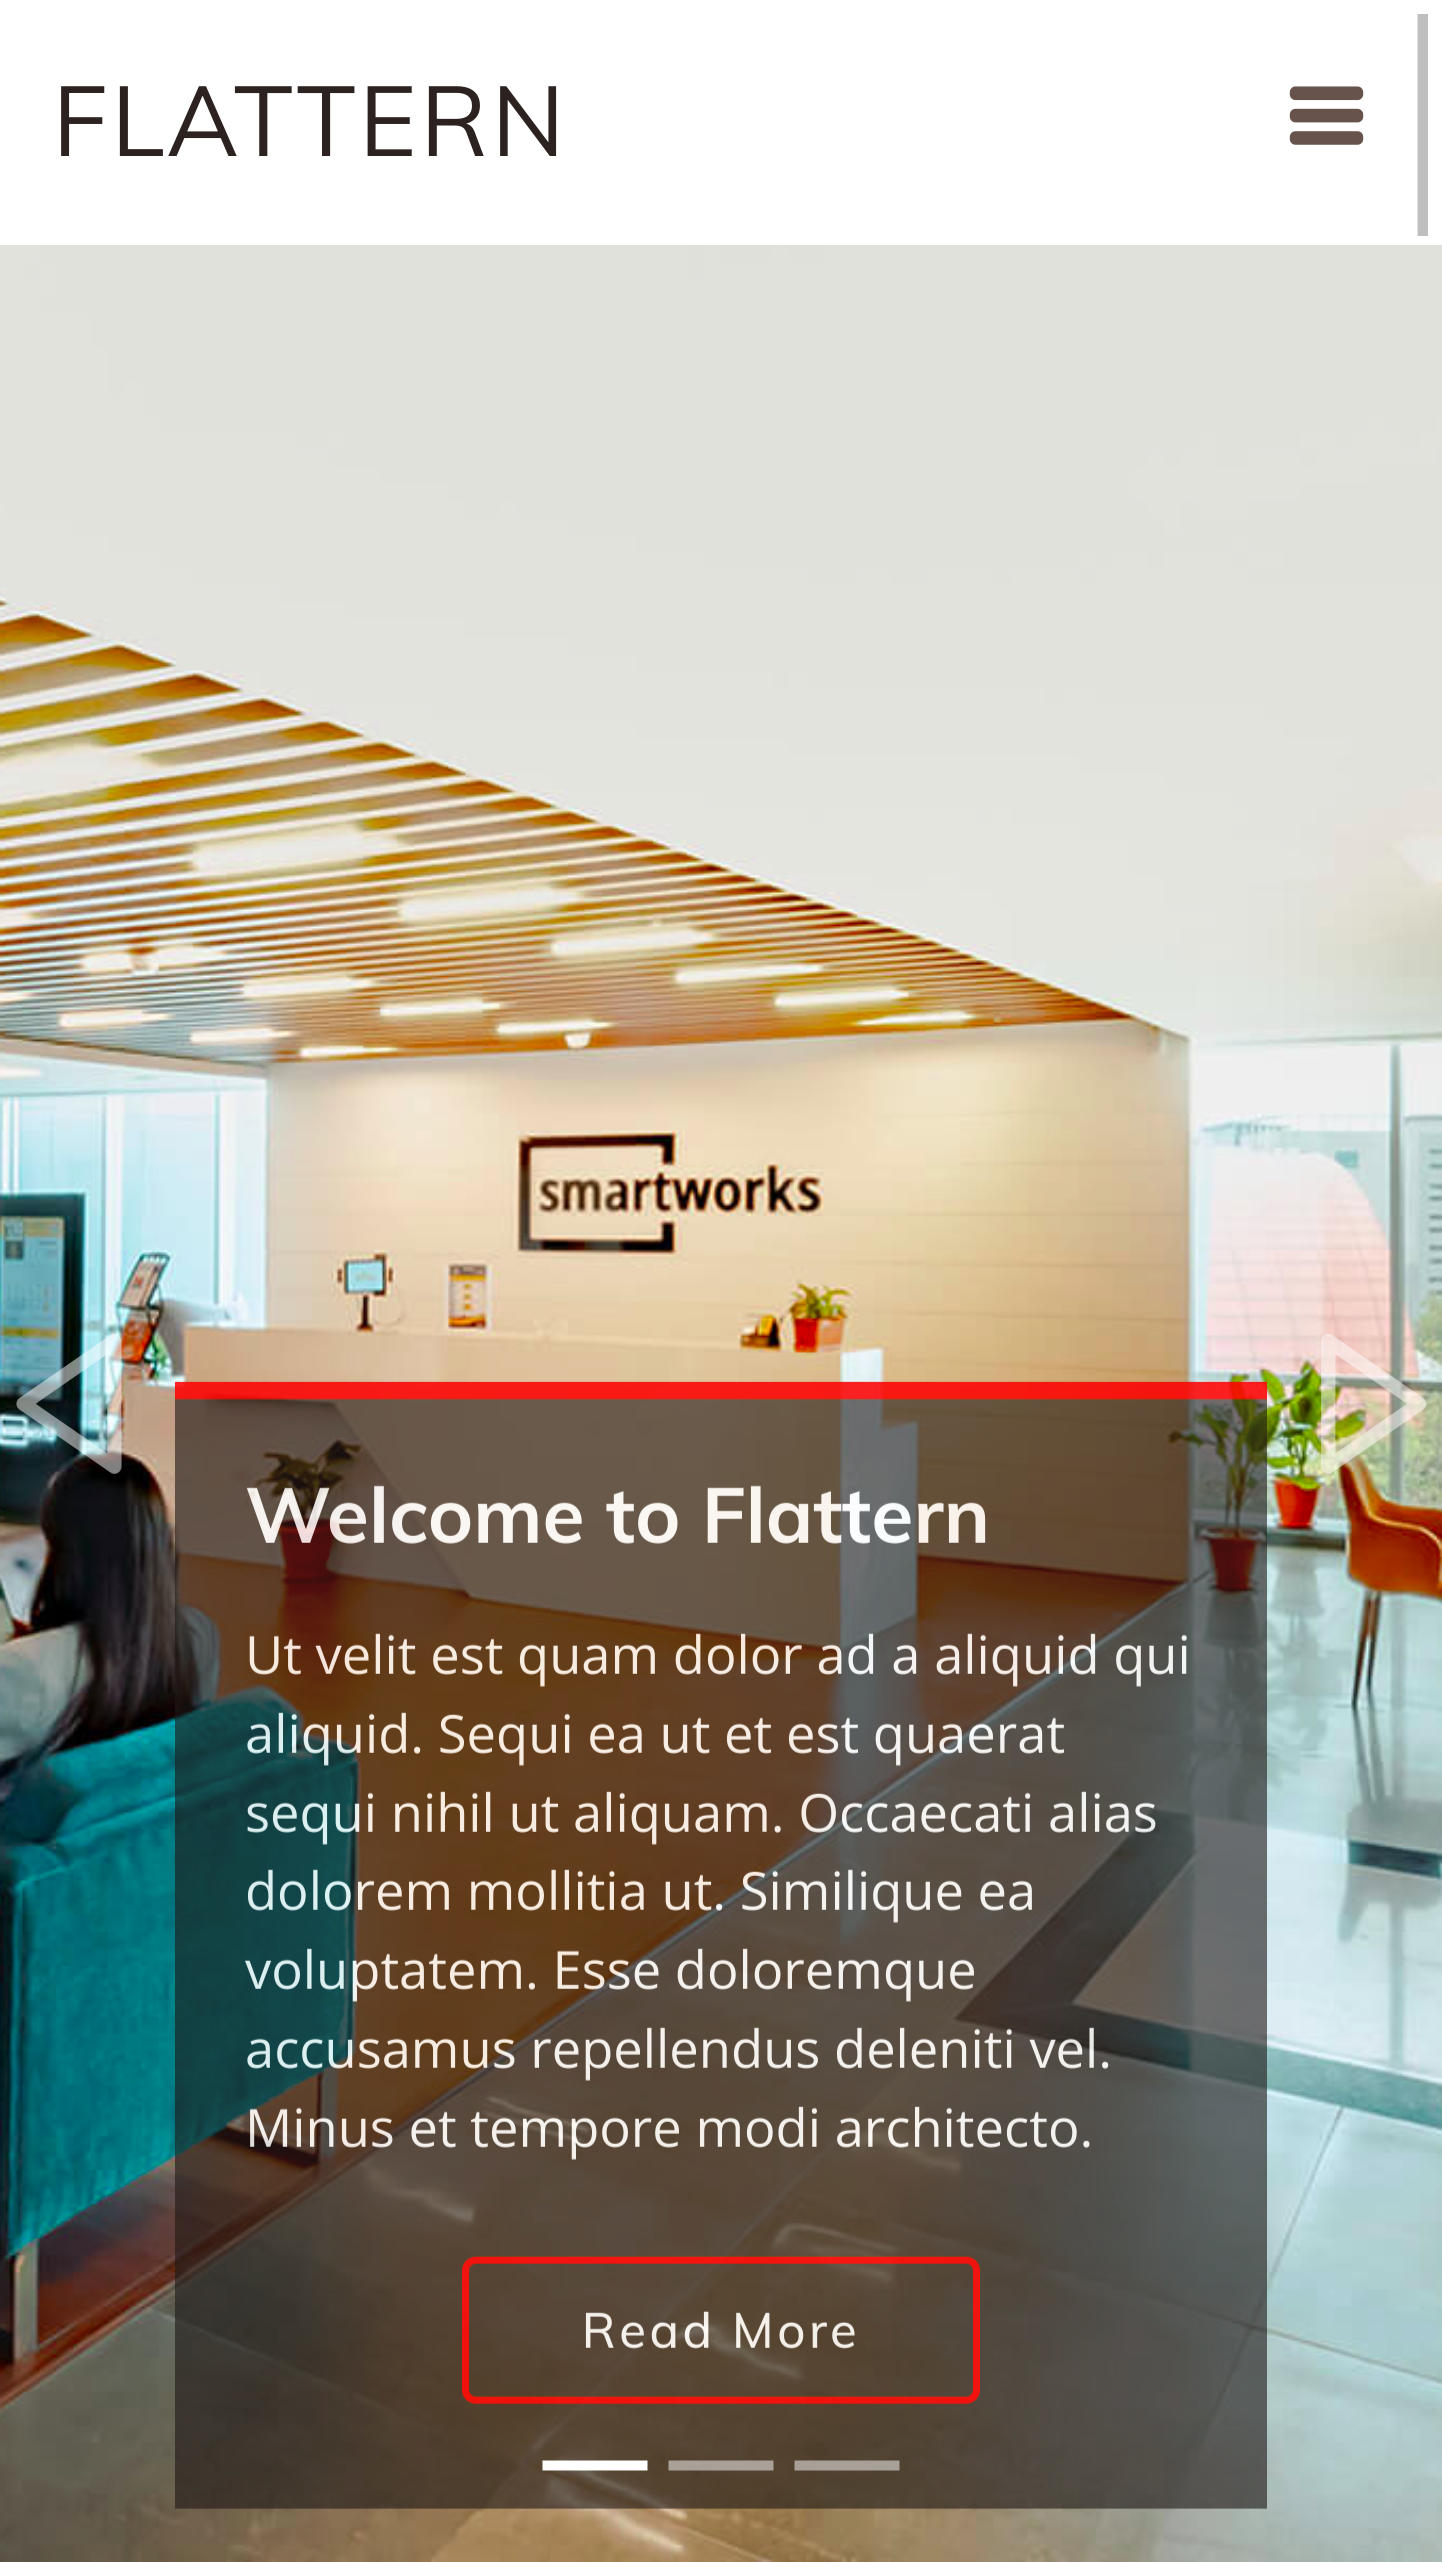 FLATTERN
smartworks
Welcome to Flattern
Ut velit est quam dolor ad a aliquid qui
aliquid. Sequi ea ut et est quaerat
sequi nihil ut aliquam. Occaecati alias
dolorem mollitia ut. Similique ea
voluptatem. Esse doloremque
accusamus repellendus deleniti vel.
Minus et tempore modi architecto.
Read More